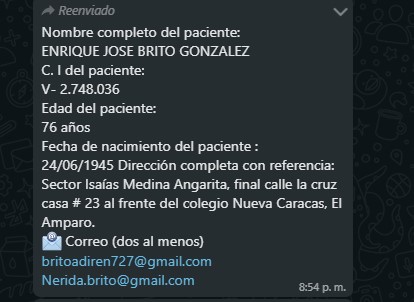 Reenviado
Nombre completo del paciente:
ENRIQUE JOSE BRITO GONZALEZ
C. I del paciente:
V- 2.748.036
Edad del paciente:
76 años
Fecha de nacimiento del paciente :
24/06/1945 Dirección completa con referencia:
Sector Isaías Medina Angarita, final calle la cruz
casa # 23 al frente del colegio Nueva Caracas, El
Amparo.
📩 Correo (dos al menos)
britoadiren727@gmail.com
Nerida.brito@gmail.com
8:54 p. m.